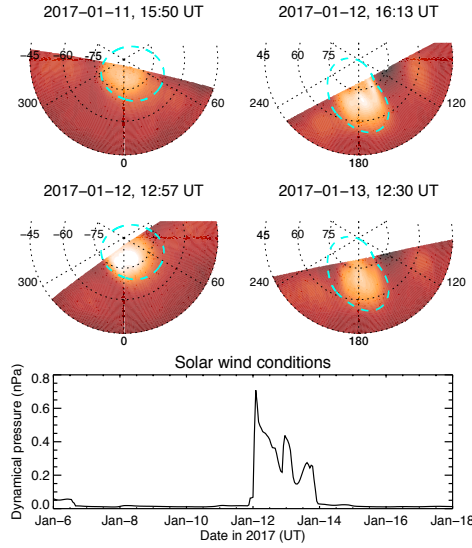 2017-01-11, 15:50 UT
2017-01-12, 16:13 UT
-45 -60 -75
300 60
0
45 60 75
240 120
180
2017-01-12, 12:57 UT
2017-01-13, 12:30 UT
-45 -60 -75
300 60
0
45 60 75
240 120
180
Solar wind conditions
Dynamical pressure (nPa)
0.8
0.6
0.4
0.2
0.0
Jan-6 Jan-8 Jan-10 Jan-12 Jan-14 Jan-16 Jan-18
Date in 2017 (UT)